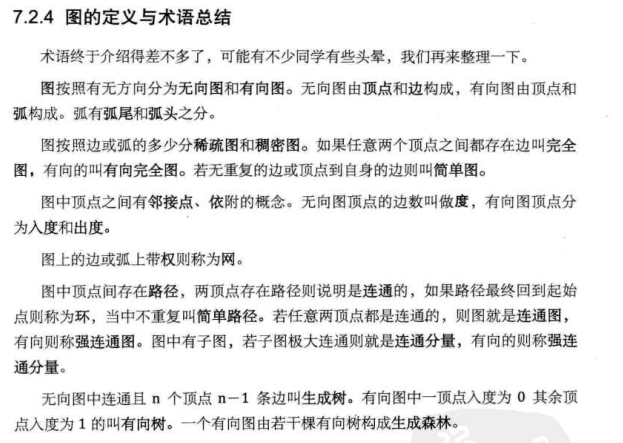 7.2.4 图的定义与术语总结
术语终于介绍得差不多了，可能有不少同学有些头晕，我们再来整理一下。
图按照有无方向分为无向图和有向图。无向图由顶点和边构成，有向图由顶点和
弧构成。弧有弧尾和弧头之分。
图按照边或弧的多少分稀疏图和稠密图。如果任意两个顶点之间都存在边叫完全
图，有向的叫有向完全图。若无重复的边或顶点到自身的边则叫简单图。
图中顶点之间有邻接点、依附的概念。无向图顶点的边数叫做度，有向图顶点分
为入度和出度。
图上的边或弧上带权则称为网。
图中顶点间存在路径，两顶点存在路径则说明是连通的，如果路径最终回到起始
点则称为环，当中不重复叫简单路径。若任意两顶点都是连通的，则图就是连通图，
有向则称强连通图。图中有子图，若子图极大连通则就是连通分量，有向的则称强连
通分量。
无向图中连通且 n 个顶点 n-1 条边叫生成树。有向图中一顶点入度为 0 其余顶
点入度为 1 的叫有向树。一个有向图由若干棵有向树构成生成森林。